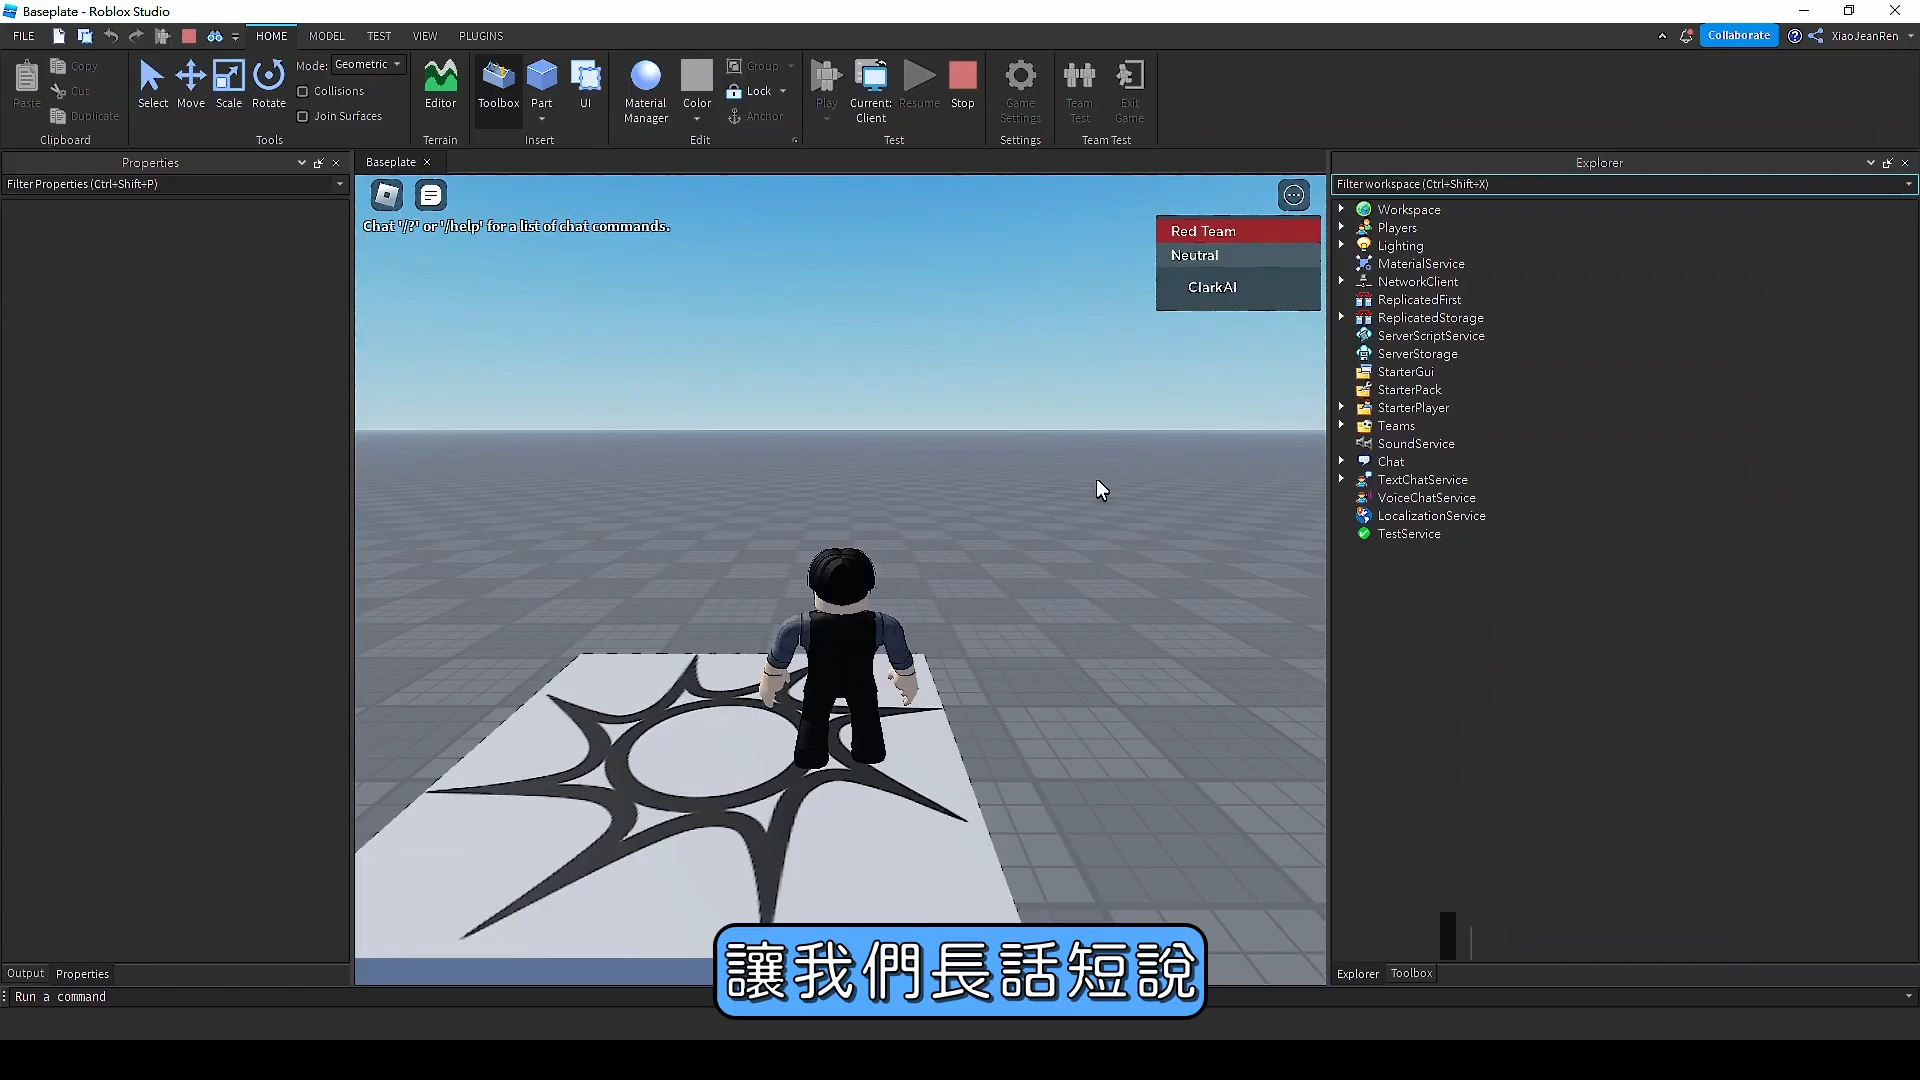 Baseplate - Roblox Studio
FILE HOME MODEL TEST VIEW PLUGINS Collaborate XiaoJeanRen
Paste Copy Cut Duplicate
Clipboard
Select Move Scale Rotate
Mode: Geometric
Collisions
Join Surfaces
Tools
Editor
Terrain
Toolbox Part UI
Insert
Material Manager Color
Group
Lock
Anchor
Edit
Play Current: Client Resume Stop
Test
Game Settings
Settings
Team Test Exit Game
Team Test
Properties
Filter Properties (Ctrl+Shift+P)
Baseplate
Chat '/?' or '/help' for a list of chat commands.
Red Team
Neutral
ClarkAI
Explorer
Filter workspace (Ctrl+Shift+X)
Workspace
Players
Lighting
MaterialService
NetworkClient
ReplicatedFirst
ReplicatedStorage
ServerScriptService
ServerStorage
StarterGui
StarterPack
StarterPlayer
Teams
SoundService
Chat
TextChatService
VoiceChatService
LocalizationService
TestService
讓我們長話短說
Output Properties
Explorer Toolbox
Run a command